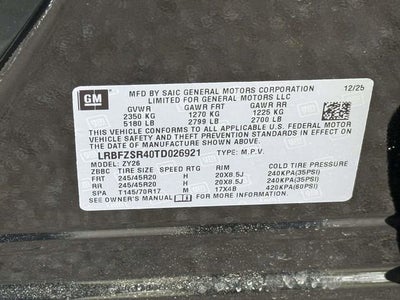 GM
MFD BY SAIC GENERAL MOTORS CORPORATION 12/25
LIMITED FOR GENERAL MOTORS LLC
GVWR GAWR FRT GAWR RR
2350 KG 1270 KG 1225 KG
5180 LB 2799 LB 2700 LB
THIS VEHICLE CONFORMS TO ALL APPLICABLE U.S. FEDERAL MOTOR
VEHICLE SAFETY AND THEFT PREVENTION STANDARDS IN EFFECT ON
THE DATE OF MANUFACTURE SHOWN ABOVE.
LRBFZSR40TD026921 TYPE: M.P.V.
MODEL: ZY26
ZBBC TIRE SIZE SPEED RTG RIM COLD TIRE PRESSURE
FRT 245/45R20 H 20X8.5J 240KPA(35PSI)
RR 245/45R20 H 20X8.5J 240KPA(35PSI)
SPA T145/70R17 M 17X4B 420KPA(60PSI)
SEE OWNER'S MANUAL FOR MORE INFORMATION.